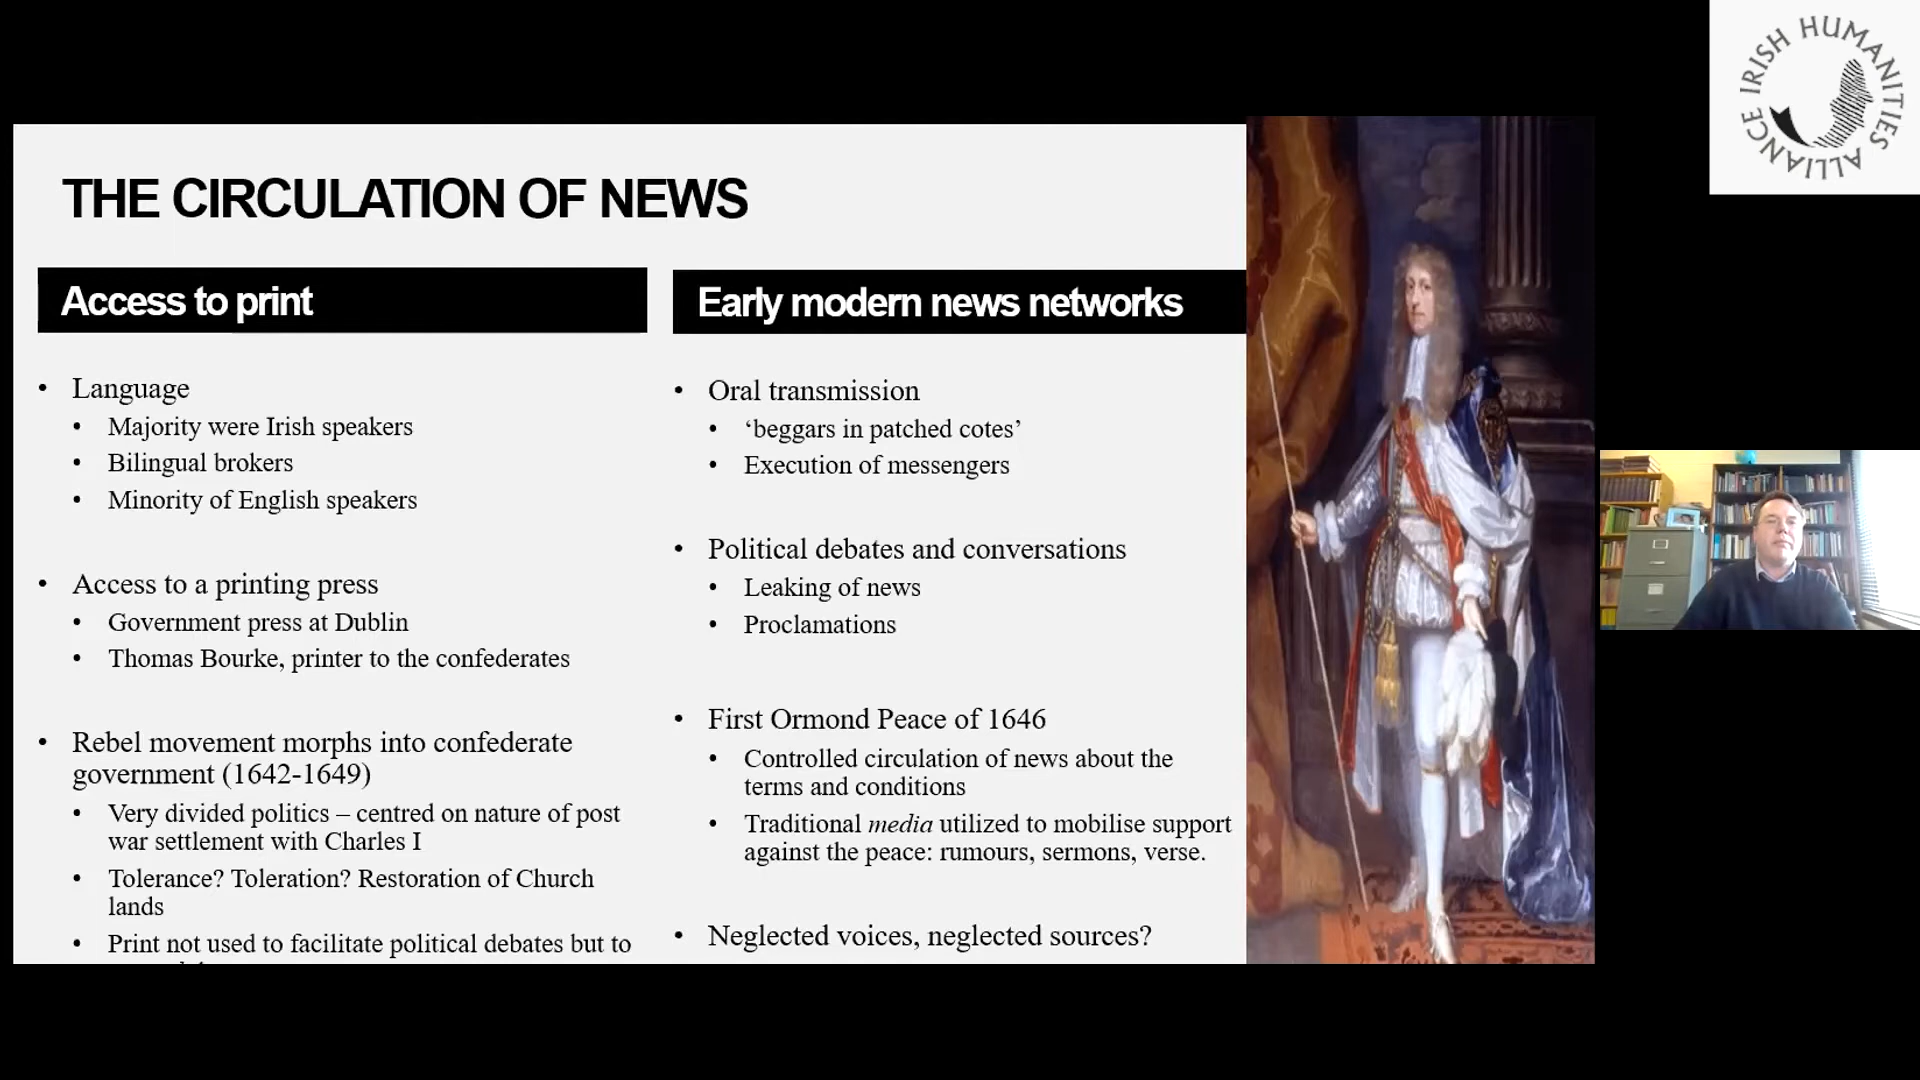 THE CIRCULATION OF NEWS
Access to print
• Language
• Majority were Irish speakers
• Bilingual brokers
• Minority of English speakers
• Access to a printing press
• Government press at Dublin
• Thomas Bourke, printer to the confederates
• Rebel movement morphs into confederate
government (1642-1649)
• Very divided politics – centred on nature of post
war settlement with Charles I
• Tolerance? Toleration? Restoration of Church
lands
• Print not used to facilitate political debates but to
Early modern news networks
• Oral transmission
• ‘beggars in patched cotes’
• Execution of messengers
• Political debates and conversations
• Leaking of news
• Proclamations
• First Ormond Peace of 1646
• Controlled circulation of news about the
terms and conditions
• Traditional media utilized to mobilise support
against the peace: rumours, sermons, verse.
• Neglected voices, neglected sources?
IRISH HUMANITIES ALLIANCE